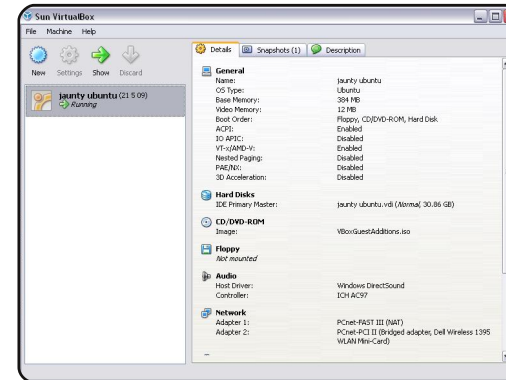 Sun VirtualBox
File Machine Help
New Settings Show Discard
jaunty ubuntu (21 5 09)
Running
Details Snapshots (1) Description
General
Name: jaunty ubuntu
OS Type: Ubuntu
Base Memory: 384 MB
Video Memory: 12 MB
Boot Order: Floppy, CD/DVD-ROM, Hard Disk
ACPI: Enabled
IO APIC: Disabled
VT-x/AMD-V: Enabled
Nested Paging: Disabled
PAE/NX: Disabled
3D Acceleration: Disabled
Hard Disks
IDE Primary Master: jaunty ubuntu.vdi (Normal, 30.86 GB)
CD/DVD-ROM
Image: VBoxGuestAdditions.iso
Floppy
Not mounted
Audio
Host Driver: Windows DirectSound
Controller: ICH AC97
Network
Adapter 1: PCnet-FAST III (NAT)
Adapter 2: PCnet-PCI II (Bridged adapter, Dell Wireless 1395
WLAN Mini-Card)